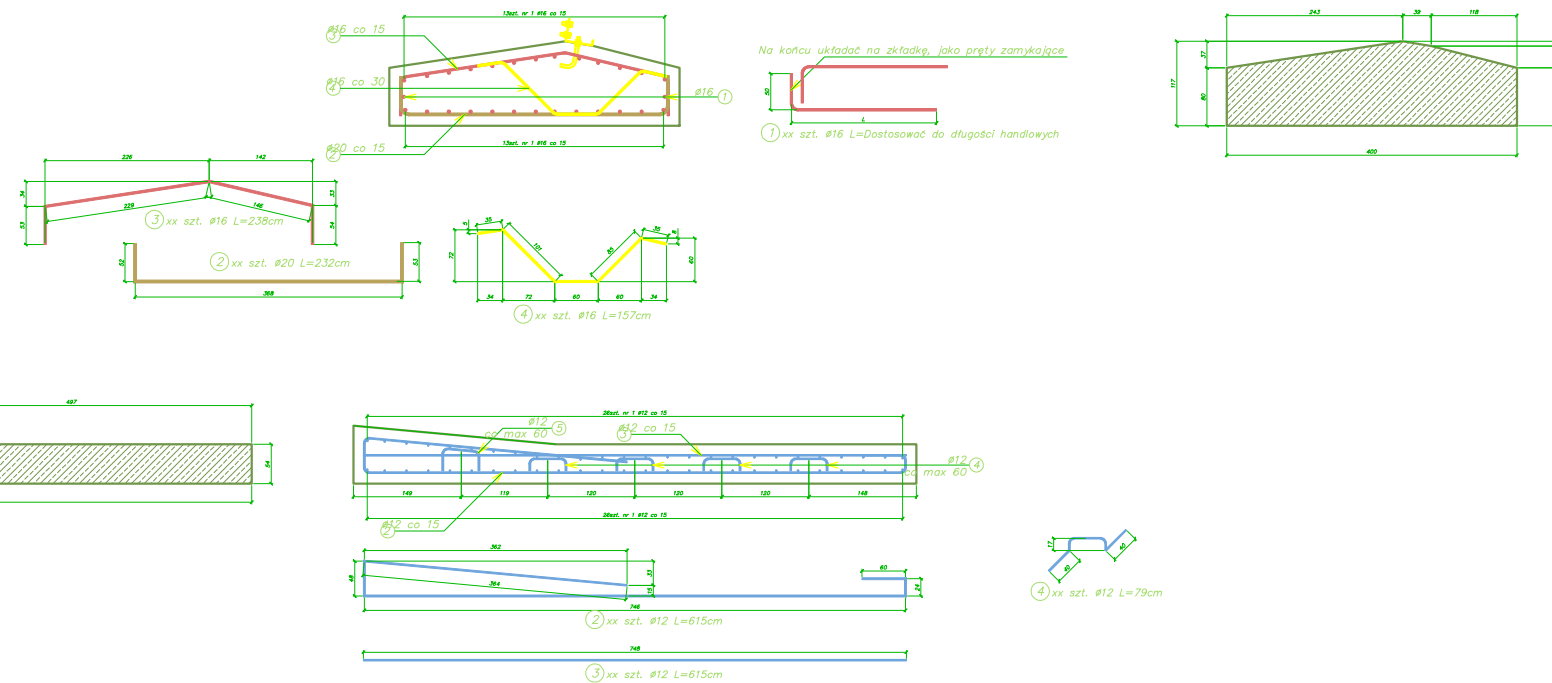 13szt. nr 1 ø16 co 15
243
39
118
ø16 co 15
3
Na końcu układać na zkładkę, jako pręty zamykające
37
117
80
ø16 co 30
4
ø16
1
50
L
1 xx szt. ø16 L=Dostosować do długości handlowych
13szt. nr 1 ø16 co 15
ø20 co 15
2
400
226
142
34
33
229
146
53
54
3 xx szt. ø16 L=238cm
52
53
2 xx szt. ø20 L=232cm
368
35
35
101
85
72
60
34
72
60
60
34
4 xx szt. ø16 L=157cm
497
54
26szt. nr 1 ø12 co 15
ø12
co max 60
5
ø12 co 15
3
ø12
co max 60
4
149
119
120
120
120
148
26szt. nr 1 ø12 co 15
ø12 co 15
2
362
48
364
33
15
60
24
746
2 xx szt. ø12 L=615cm
17
4 xx szt. ø12 L=79cm
748
3 xx szt. ø12 L=615cm